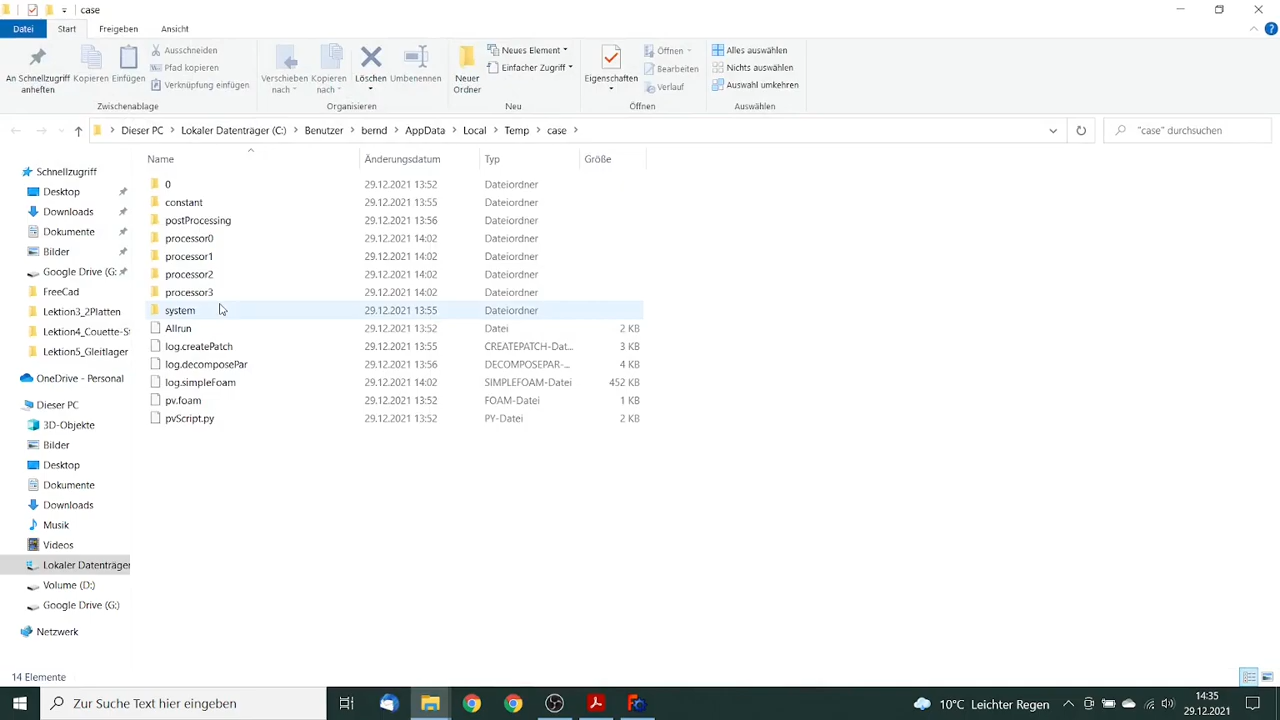 case
Datei Start Freigeben Ansicht
An Schnellzugriff anheften
Kopieren
Einfügen
Ausschneiden
Pfad kopieren
Verknüpfung einfügen
Zwischenablage
Verschieben nach
Kopieren nach
Löschen
Umbenennen
Organisieren
Neuer Ordner
Neues Element
Einfacher Zugriff
Neu
Eigenschaften
Öffnen
Bearbeiten
Verlauf
Öffnen
Alles auswählen
Nichts auswählen
Auswahl umkehren
Auswählen
Dieser PC > Lokaler Datenträger (C:) > Benutzer > bernd > AppData > Local > Temp > case >
"case" durchsuchen
Schnellzugriff
Desktop
Downloads
Dokumente
Bilder
Google Drive (G:
FreeCad
Lektion3_2Platten
Lektion4_Couette-St
Lektion5_Gleitlager
OneDrive - Personal
Dieser PC
3D-Objekte
Bilder
Desktop
Dokumente
Downloads
Musik
Videos
Lokaler Datenträger
Volume (D:)
Google Drive (G:)
Netzwerk
Name Änderungsdatum Typ Größe
0 29.12.2021 13:52 Dateiordner
constant 29.12.2021 13:55 Dateiordner
postProcessing 29.12.2021 13:56 Dateiordner
processor0 29.12.2021 14:02 Dateiordner
processor1 29.12.2021 14:02 Dateiordner
processor2 29.12.2021 14:02 Dateiordner
processor3 29.12.2021 14:02 Dateiordner
system 29.12.2021 13:55 Dateiordner
Allrun 29.12.2021 13:52 Datei 2 KB
log.createPatch 29.12.2021 13:55 CREATEPATCH-Dat... 3 KB
log.decomposePar 29.12.2021 13:56 DECOMPOSEPAR-... 4 KB
log.simpleFoam 29.12.2021 14:02 SIMPLEFOAM-Datei 452 KB
pv.foam 29.12.2021 13:52 FOAM-Datei 1 KB
pvScript.py 29.12.2021 13:52 PY-Datei 2 KB
14 Elemente
Zur Suche Text hier eingeben
10°C Leichter Regen
14:35
29.12.2021